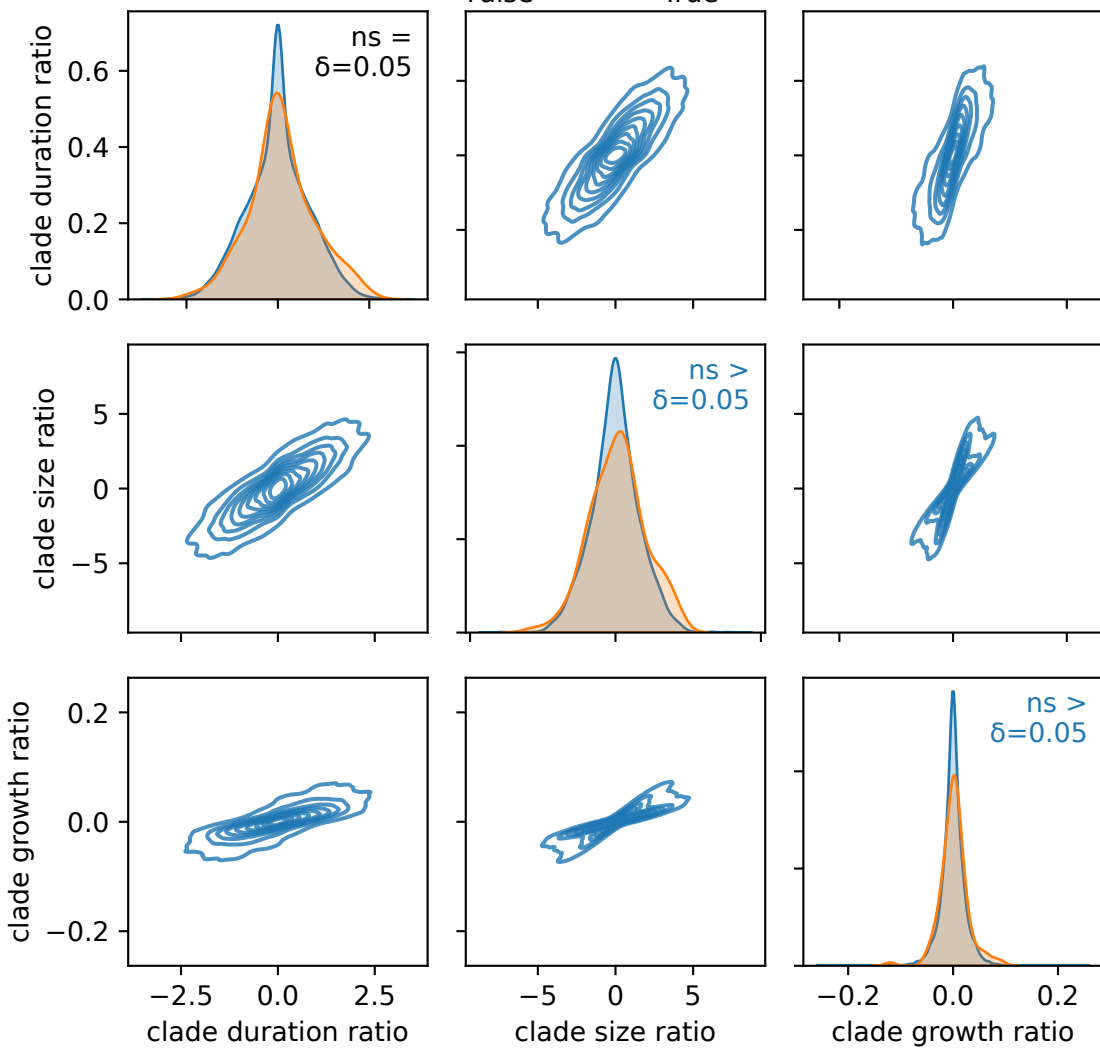 clade duration ratio
0.6
0.4
0.2
0.0
ns =
δ=0.05
clade size ratio
5
0
−5
ns >
δ=0.05
clade growth ratio
0.2
0.0
−0.2
ns >
δ=0.05
−2.5 0.0 2.5
−5 0 5
−0.2 0.0 0.2
clade duration ratio
clade size ratio
clade growth ratio